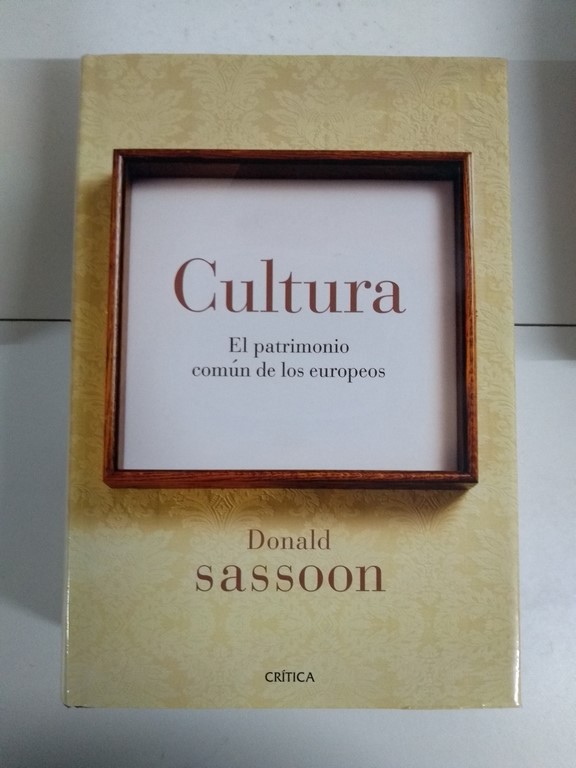 Cultura
El patrimonio
común de los europeos
Donald
sassoon
CRÍTICA